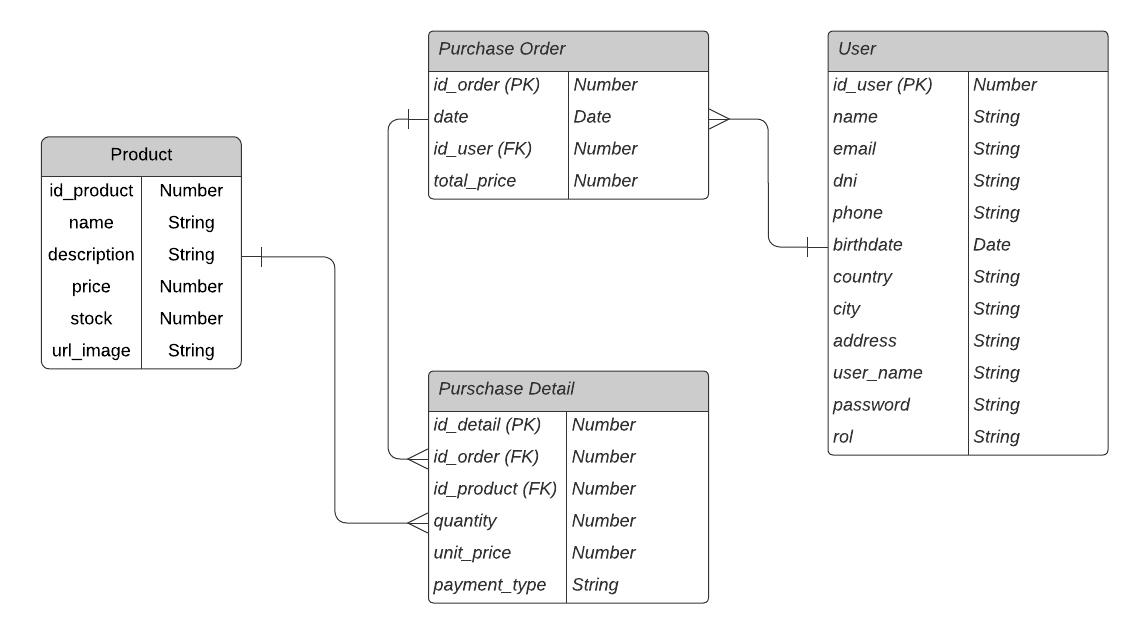 Product
id_product Number
name String
description String
price Number
stock Number
url_image String
Purchase Order
id_order (PK) Number
date Date
id_user (FK) Number
total_price Number
Purschase Detail
id_detail (PK) Number
id_order (FK) Number
id_product (FK) Number
quantity Number
unit_price Number
payment_type String
User
id_user (PK) Number
name String
email String
dni String
phone String
birthdate Date
country String
city String
address String
user_name String
password String
rol String